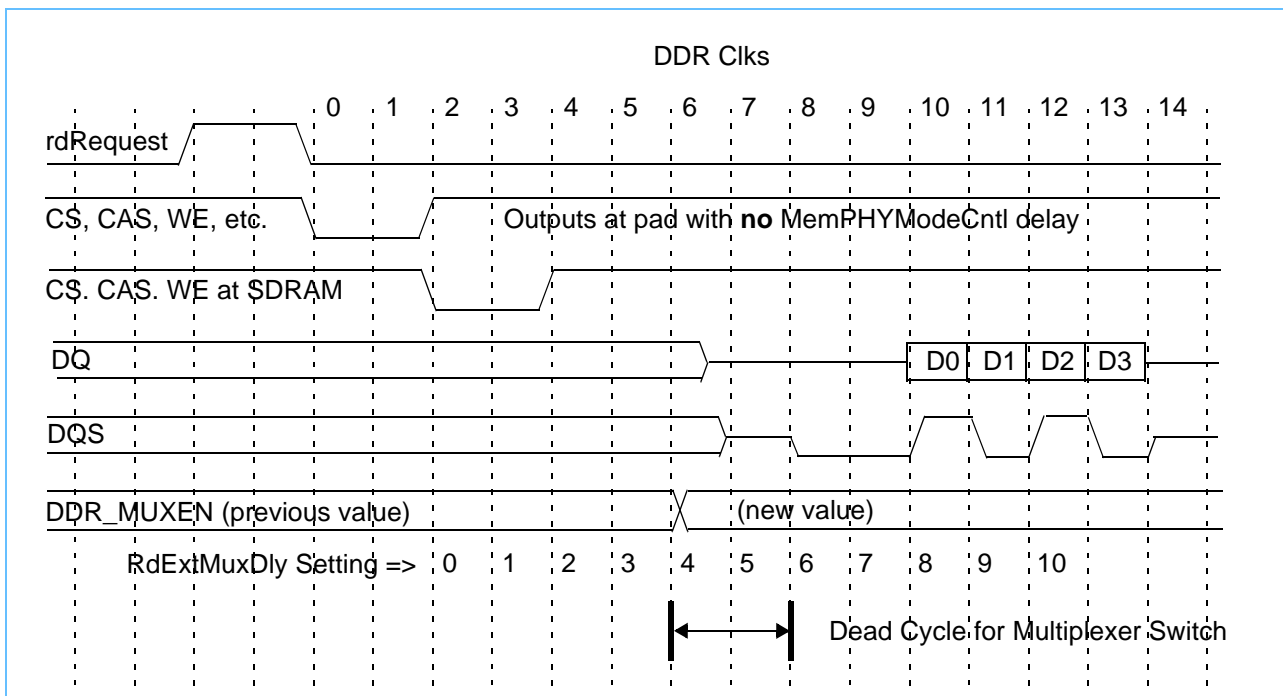 DDR Clks
0 1 2 3 4 5 6 7 8 9 10 11 12 13 14
rdRequest
CS, CAS, WE, etc. Outputs at pad with no MemPHYModeCntl delay
CS. CAS. WE at SDRAM
DQ D0 D1 D2 D3
DQS
DDR_MUXEN (previous value) (new value)
RdExtMuxDly Setting => 0 1 2 3 4 5 6 7 8 9 10
Dead Cycle for Multiplexer Switch